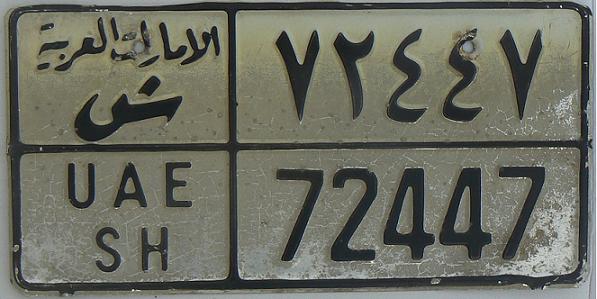 الامارات العربية
ش
٧٢٤٤٧
UAE
SH
72447